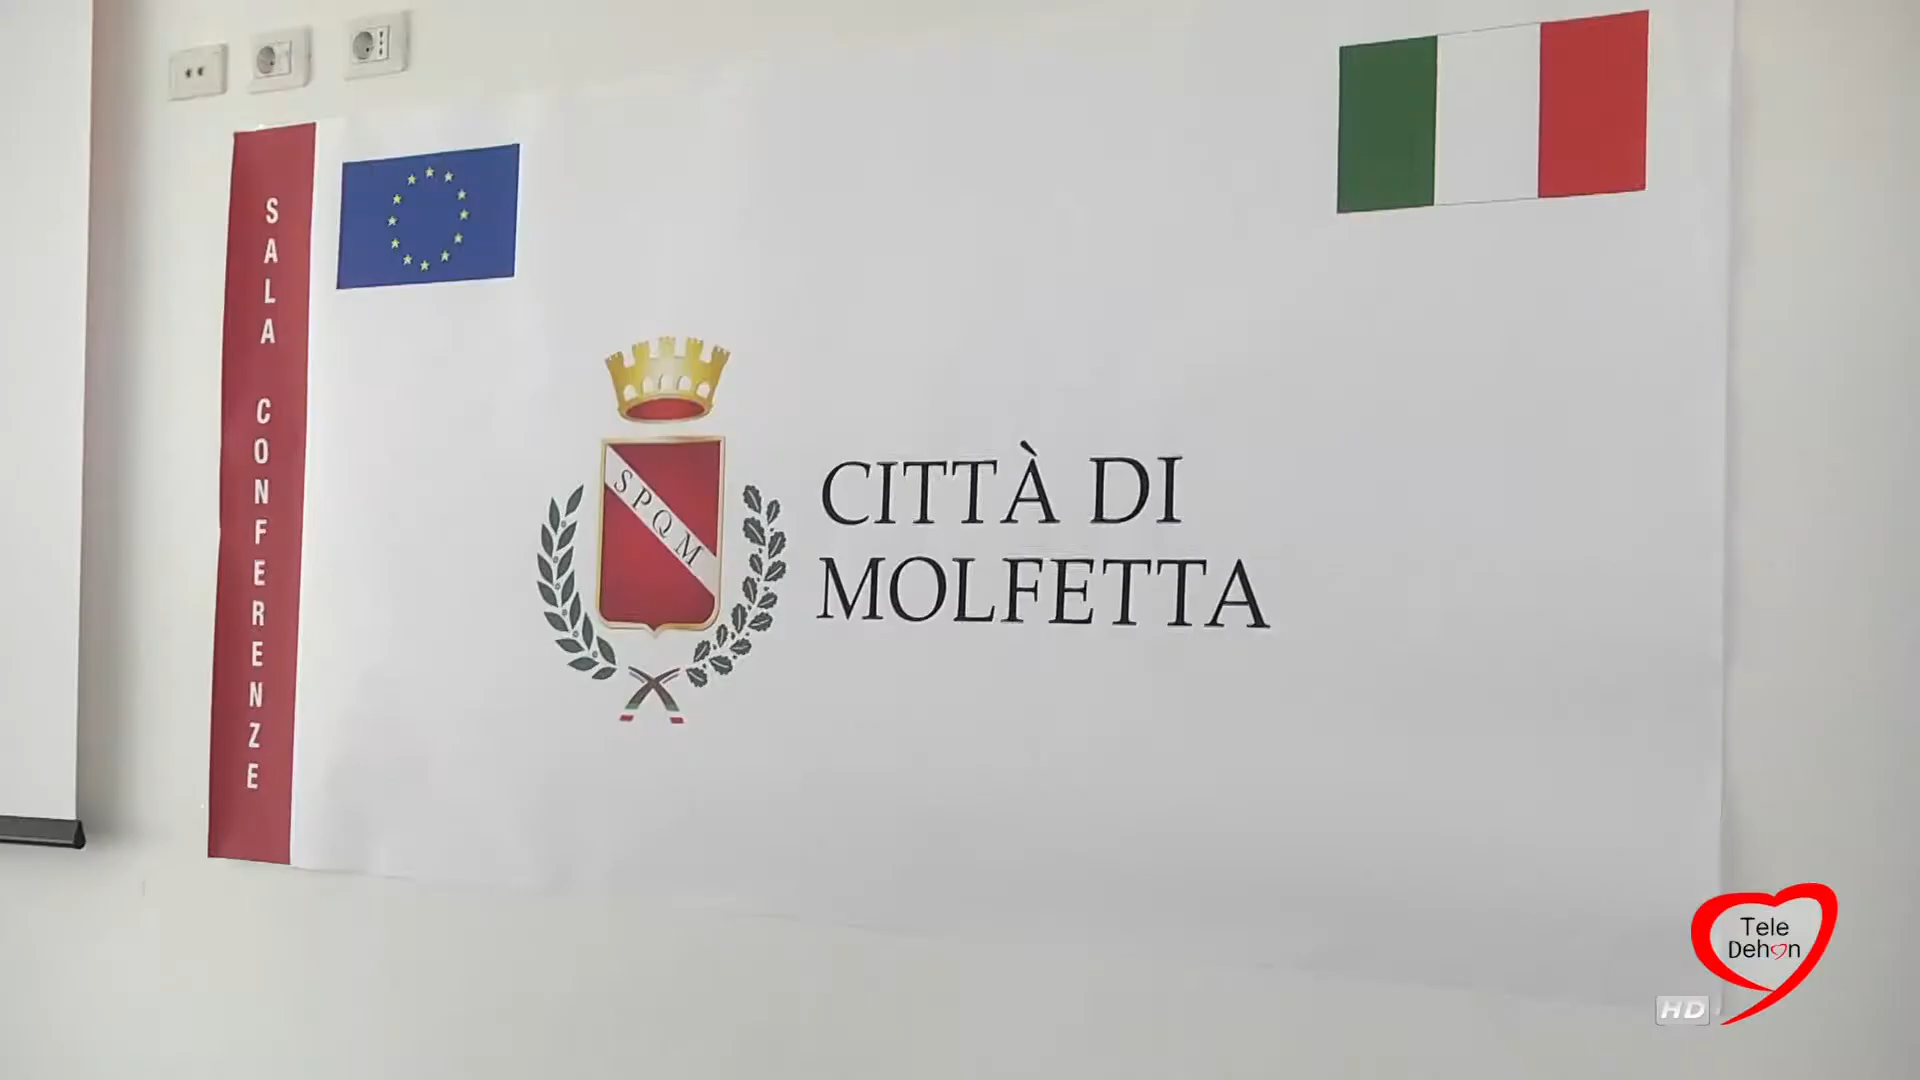 SALA CONFERENZE
SPQM
CITTÀ DI
MOLFETTA
Tele
Dehon
HD